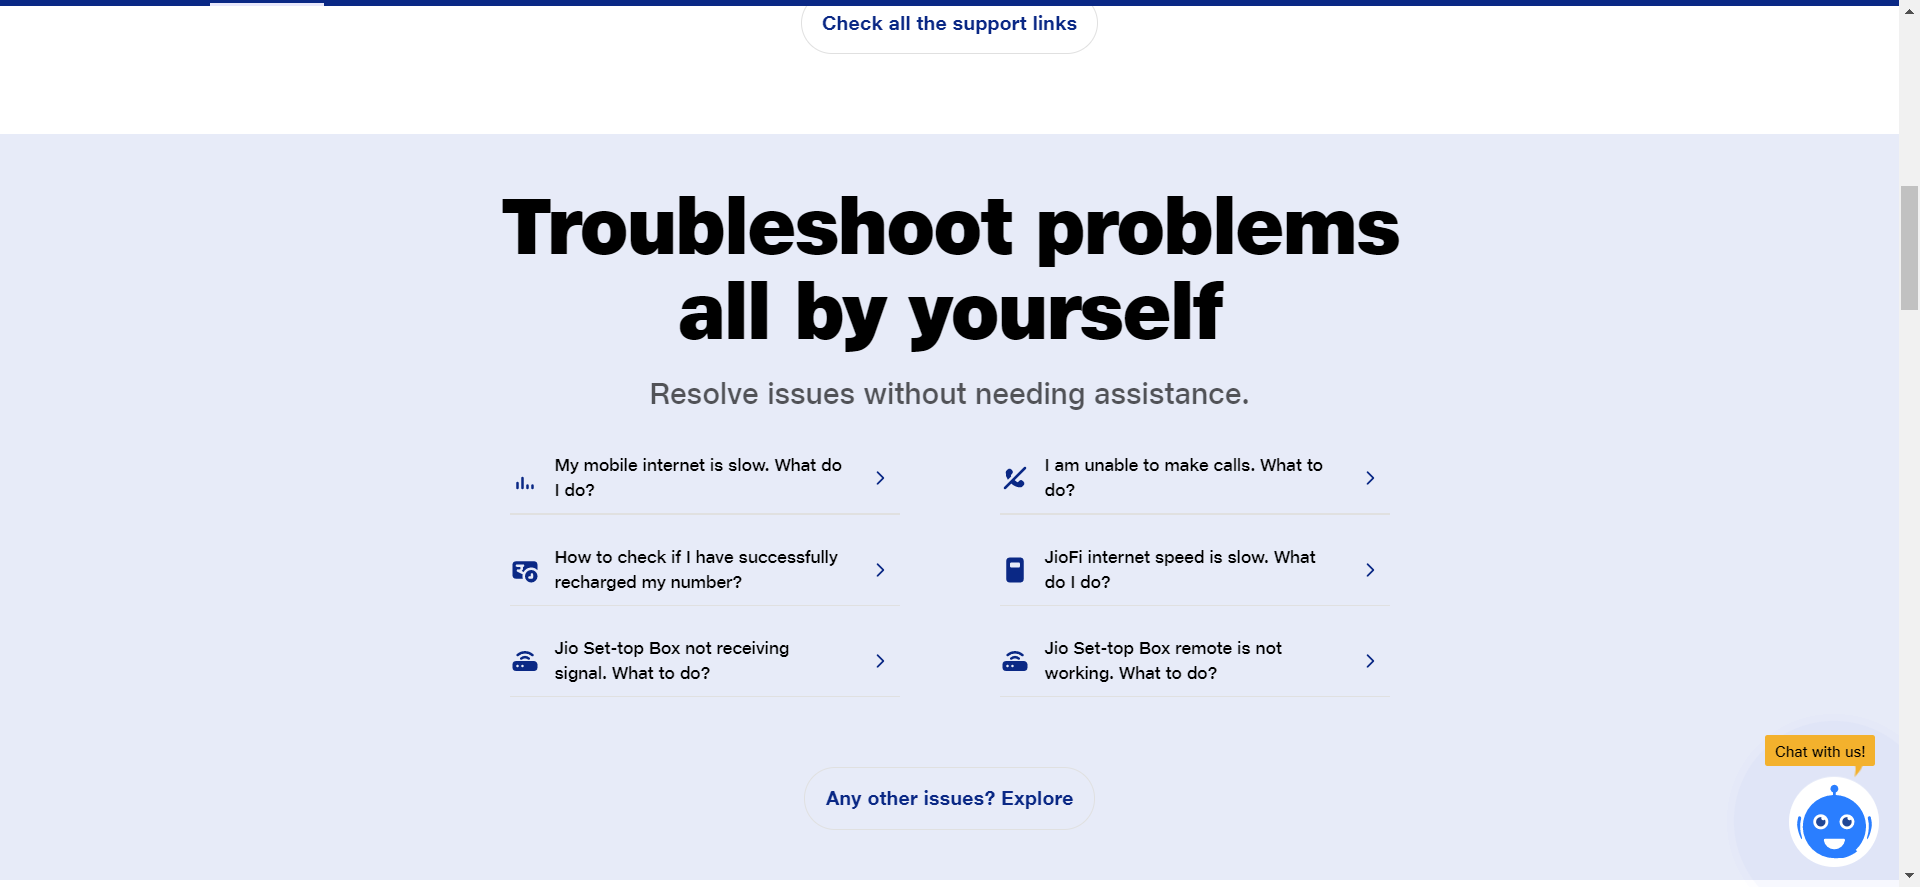 Check all the support links
Troubleshoot problems
all by yourself
Resolve issues without needing assistance.
My mobile internet is slow. What do
I do?
I am unable to make calls. What to
do?
How to check if I have successfully
recharged my number?
JioFi internet speed is slow. What
do I do?
Jio Set-top Box not receiving
signal. What to do?
Jio Set-top Box remote is not
working. What to do?
Any other issues? Explore
Chat with us!